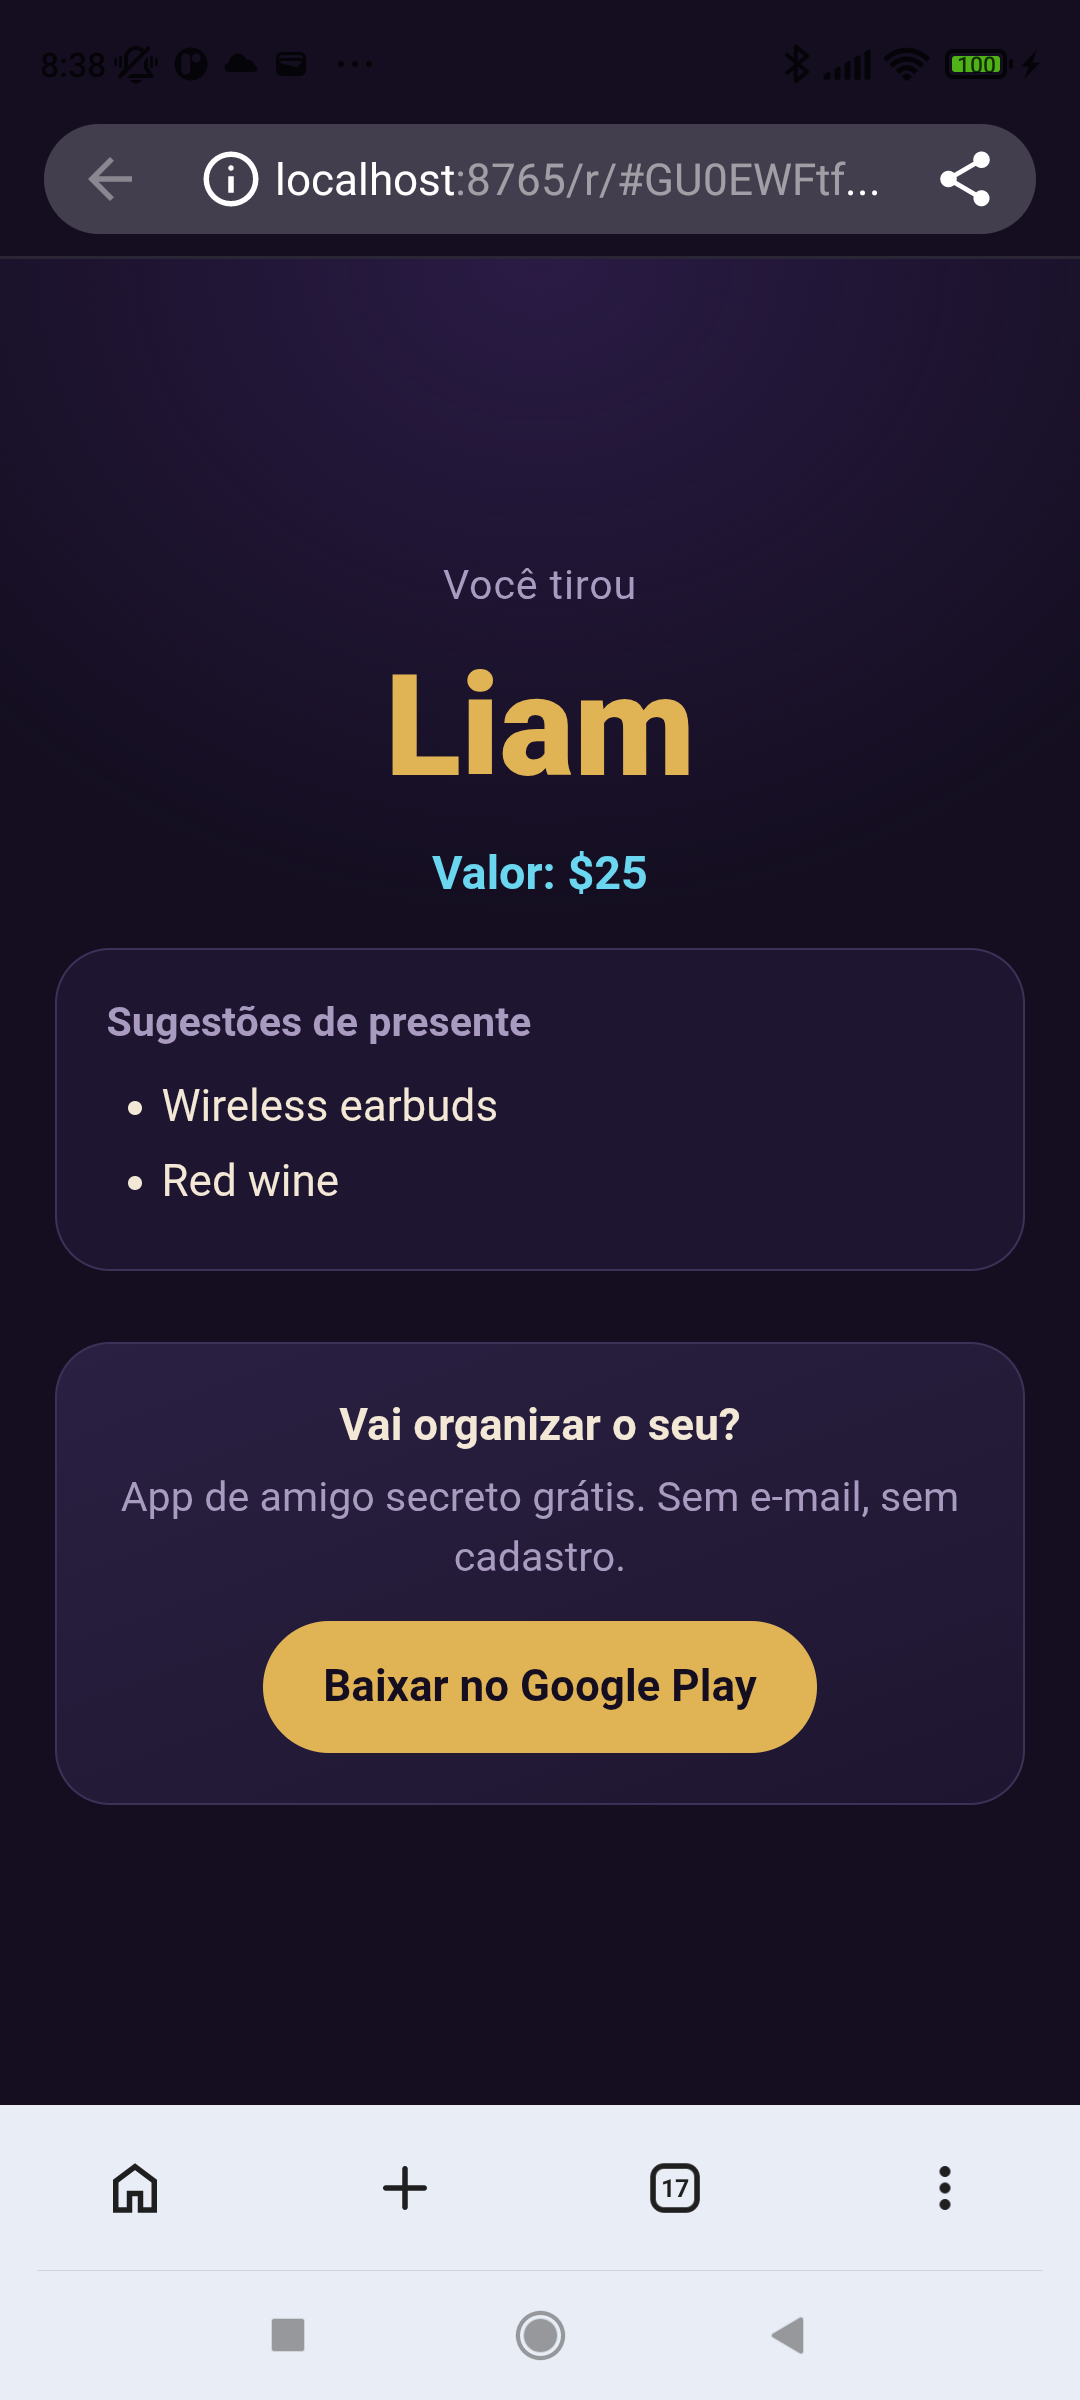 8:38
100
localhost:8765/r/#GU0EWFtf...
Você tirou
Liam
Valor: $25
Sugestões de presente
• Wireless earbuds
• Red wine
Vai organizar o seu?
App de amigo secreto grátis. Sem e-mail, sem
cadastro.
Baixar no Google Play
17